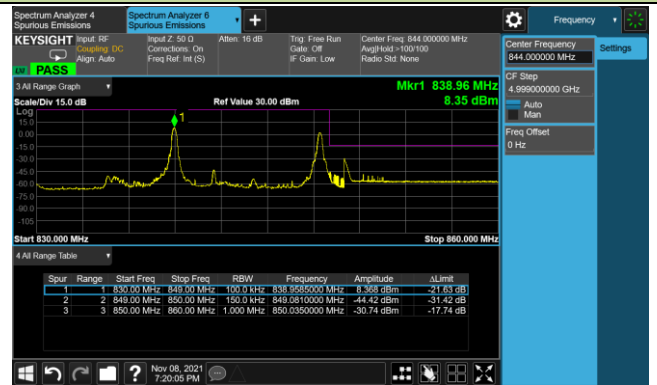 Spectrum Analyzer 4
Spurious Emissions
Spectrum Analyzer 6
Spurious Emissions
Frequency
KEYSIGHT
Input: RF
Coupling: DC
Align: Auto
Input Z: 50 Ω
Corrections: On
Freq Ref: Int (S)
Atten: 16 dB
Trig: Free Run
Gate: Off
IF Gain: Low
Center Freq: 844.000000 MHz
Avg|Hold:>100/100
Radio Std: None
PASS
Center Frequency
844.000000 MHz
Settings
CF Step
4.999000000 GHz
Auto
Man
Freq Offset
0 Hz
3 All Range Graph
Mkr1 838.96 MHz
Scale/Div 15.0 dB
Ref Value 30.00 dBm
8.35 dBm
Log
1
15.0
0.00
-15.0
-30.0
-45.0
-60.0
-75.0
-90.0
-105
Start 830.000 MHz
Stop 860.000 MHz
4 All Range Table
Spur Range Start Freq Stop Freq RBW Frequency Amplitude ΔLimit
1 1 830.00 MHz 849.00 MHz 100.0 kHz 838.9585000 MHz 8.368 dBm -21.63 dB
2 2 849.00 MHz 850.00 MHz 150.0 kHz 849.0810000 MHz -44.42 dBm -31.42 dB
3 3 850.00 MHz 860.00 MHz 1.000 MHz 850.0350000 MHz -30.74 dBm -17.74 dB
?
Nov 08, 2021
7:20:05 PM